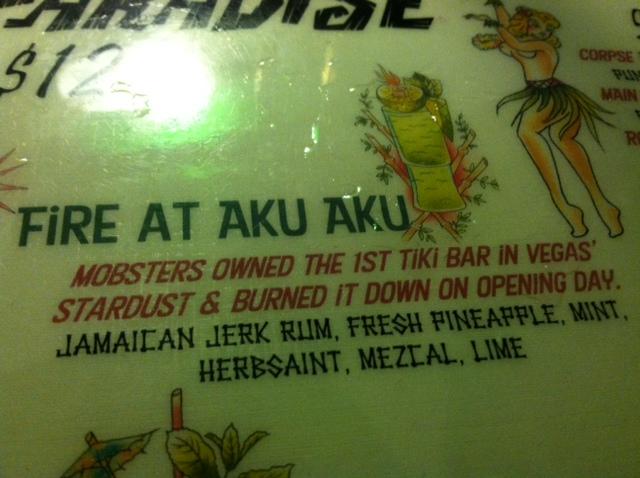 PARADISE
$12
CORPSE
MAIN
FiRE AT AKU AKU
MOBSTERS OWNED THE 1ST TiKi BAR iN VEGAS'
STARDUST & BURNED iT DOWN ON OPENING DAY.
JAMAICAN JERK RUM, FRESH PINEAPPLE, MINT,
HERBSAINT, MEZCAL, LIME